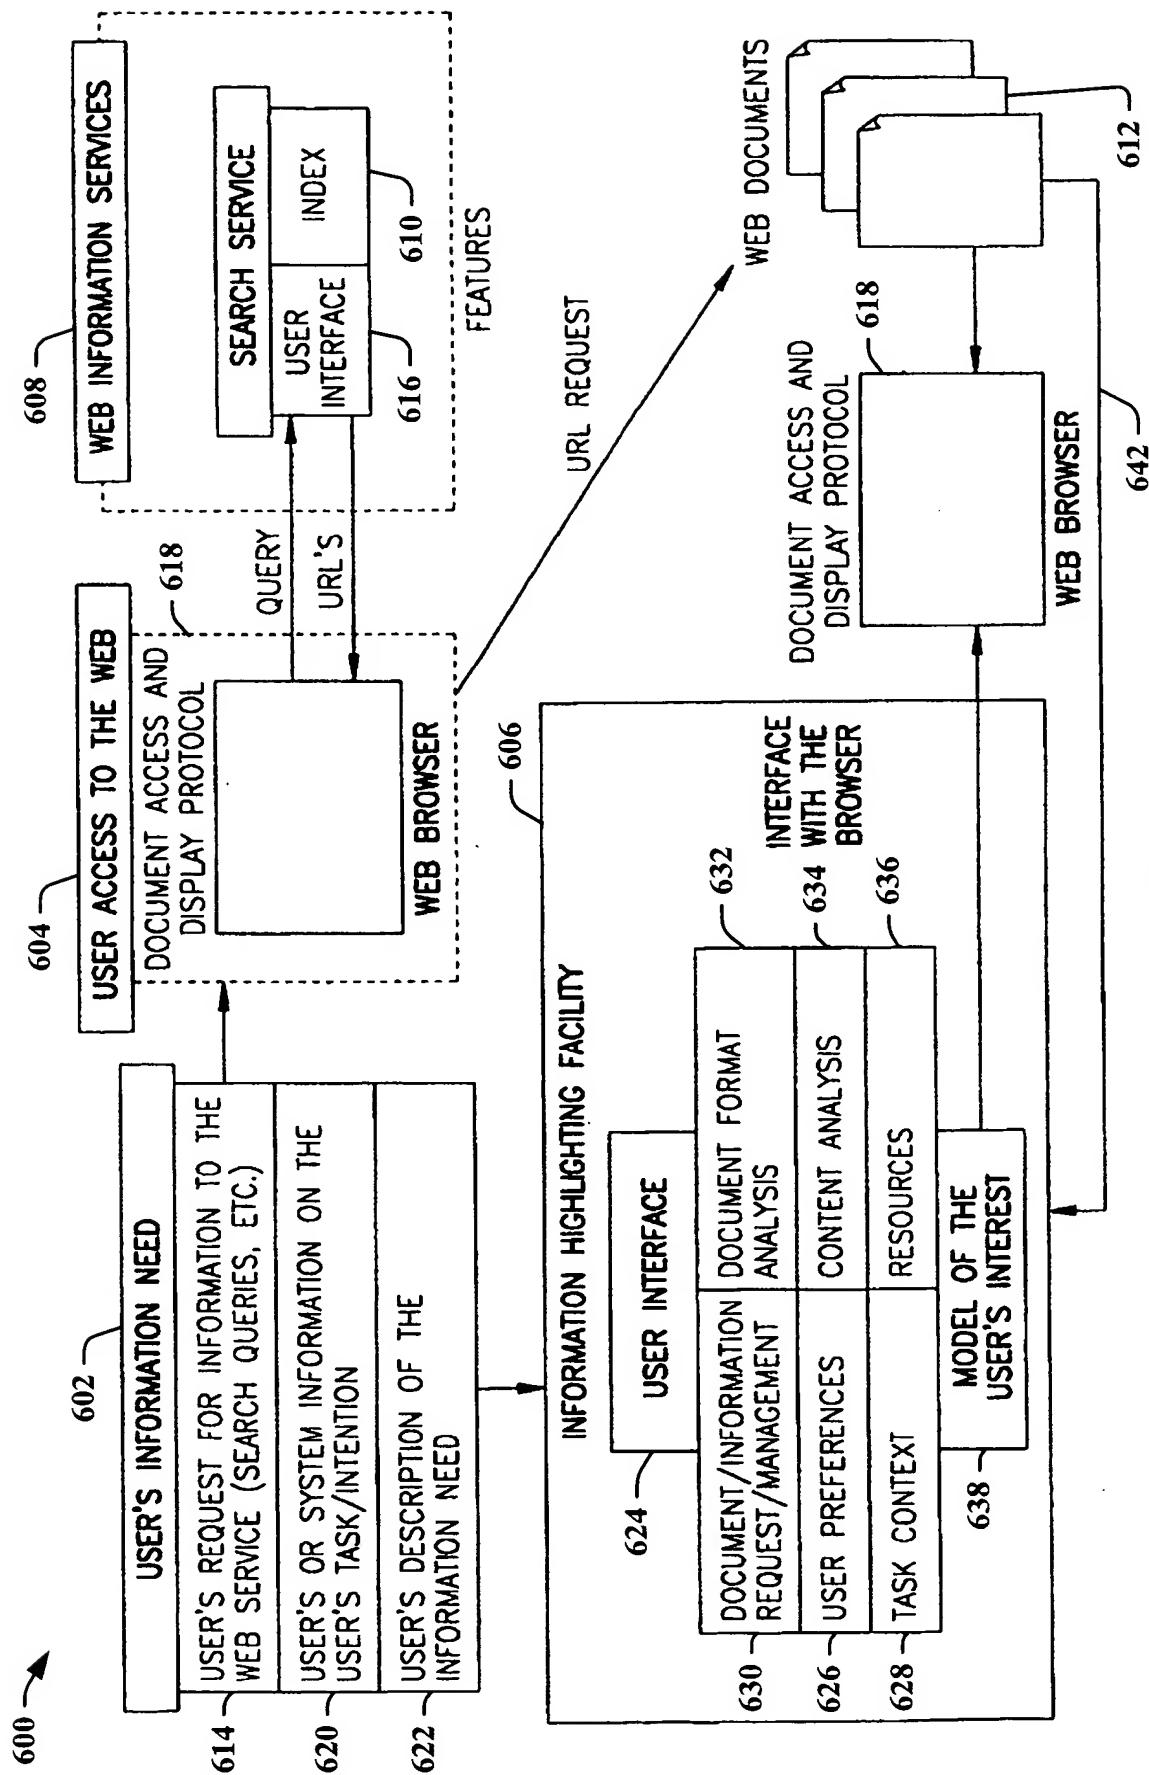 600
602
USER'S INFORMATION NEED
USER'S REQUEST FOR INFORMATION TO THE
WEB SERVICE (SEARCH QUERIES, ETC.)
614
USER'S OR SYSTEM INFORMATION ON THE
USER'S TASK/INTENTION
620
USER'S DESCRIPTION OF THE
INFORMATION NEED
622
604
USER ACCESS TO THE WEB
DOCUMENT ACCESS AND
DISPLAY PROTOCOL
618
WEB BROWSER
QUERY
URL'S
608
WEB INFORMATION SERVICES
SEARCH SERVICE
USER
INTERFACE
INDEX
616
610
FEATURES
URL REQUEST
606
INFORMATION HIGHLIGHTING FACILITY
USER INTERFACE
624
DOCUMENT/INFORMATION
REQUEST/MANAGEMENT
630
DOCUMENT FORMAT
ANALYSIS
632
USER PREFERENCES
626
CONTENT ANALYSIS
634
TASK CONTEXT
628
RESOURCES
636
MODEL OF THE
USER'S INTEREST
638
INTERFACE
WITH THE
BROWSER
DOCUMENT ACCESS AND
DISPLAY PROTOCOL
618
WEB BROWSER
WEB DOCUMENTS
612
642